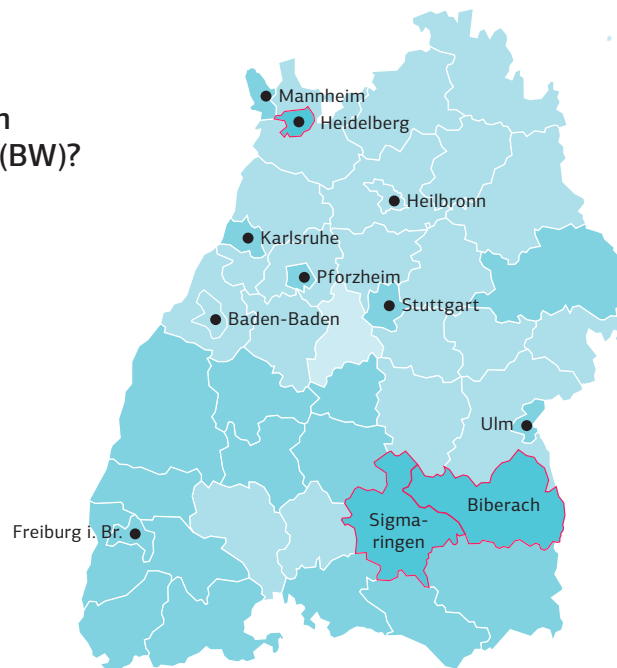 n
(BW)?
Mannheim
Heidelberg
Heilbronn
Karlsruhe
Pforzheim
Stuttgart
Baden-Baden
Ulm
Biberach
Sigma-
ringen
Freiburg i. Br.